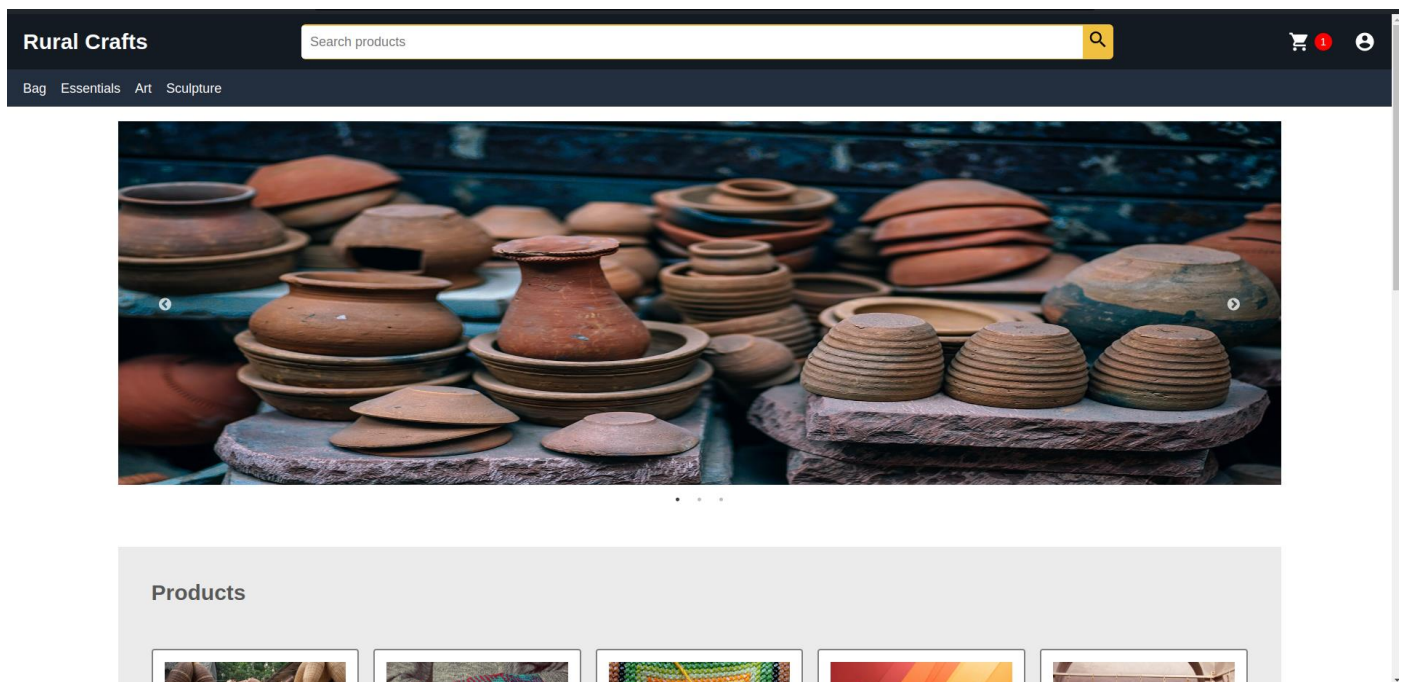 Rural Crafts
Search products
1
Bag Essentials Art Sculpture
Products